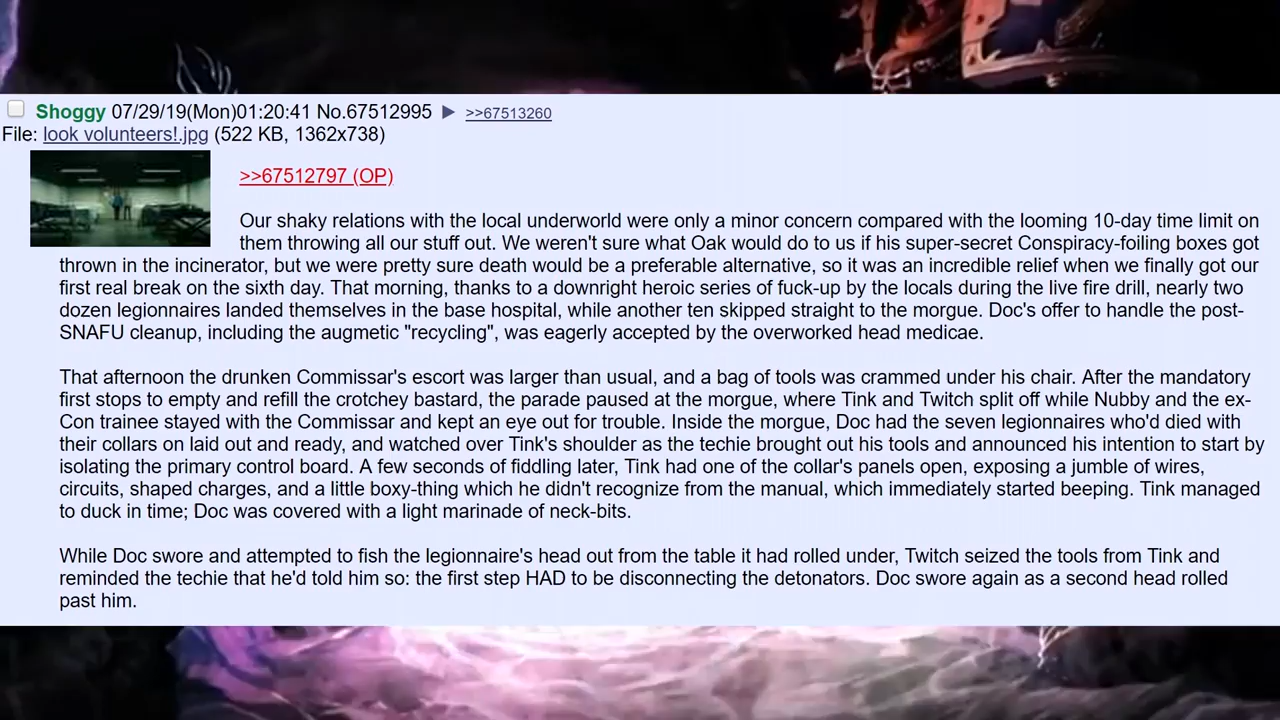 Shoggy 07/29/19(Mon)01:20:41 No.67512995 ▶ >>67513260
File: look volunteers!.jpg (522 KB, 1362x738)
>>67512797 (OP)
Our shaky relations with the local underworld were only a minor concern compared with the looming 10-day time limit on
them throwing all our stuff out. We weren't sure what Oak would do to us if his super-secret Conspiracy-foiling boxes got
thrown in the incinerator, but we were pretty sure death would be a preferable alternative, so it was an incredible relief when we finally got our
first real break on the sixth day. That morning, thanks to a downright heroic series of fuck-up by the locals during the live fire drill, nearly two
dozen legionnaires landed themselves in the base hospital, while another ten skipped straight to the morgue. Doc's offer to handle the post-
SNAFU cleanup, including the augmetic "recycling", was eagerly accepted by the overworked head medicae.
That afternoon the drunken Commissar's escort was larger than usual, and a bag of tools was crammed under his chair. After the mandatory
first stops to empty and refill the crotchey bastard, the parade paused at the morgue, where Tink and Twitch split off while Nubby and the ex-
Con trainee stayed with the Commissar and kept an eye out for trouble. Inside the morgue, Doc had the seven legionnaires who'd died with
their collars on laid out and ready, and watched over Tink's shoulder as the techie brought out his tools and announced his intention to start by
isolating the primary control board. A few seconds of fiddling later, Tink had one of the collar's panels open, exposing a jumble of wires,
circuits, shaped charges, and a little boxy-thing which he didn't recognize from the manual, which immediately started beeping. Tink managed
to duck in time; Doc was covered with a light marinade of neck-bits.
While Doc swore and attempted to fish the legionnaire's head out from the table it had rolled under, Twitch seized the tools from Tink and
reminded the techie that he'd told him so: the first step HAD to be disconnecting the detonators. Doc swore again as a second head rolled
past him.